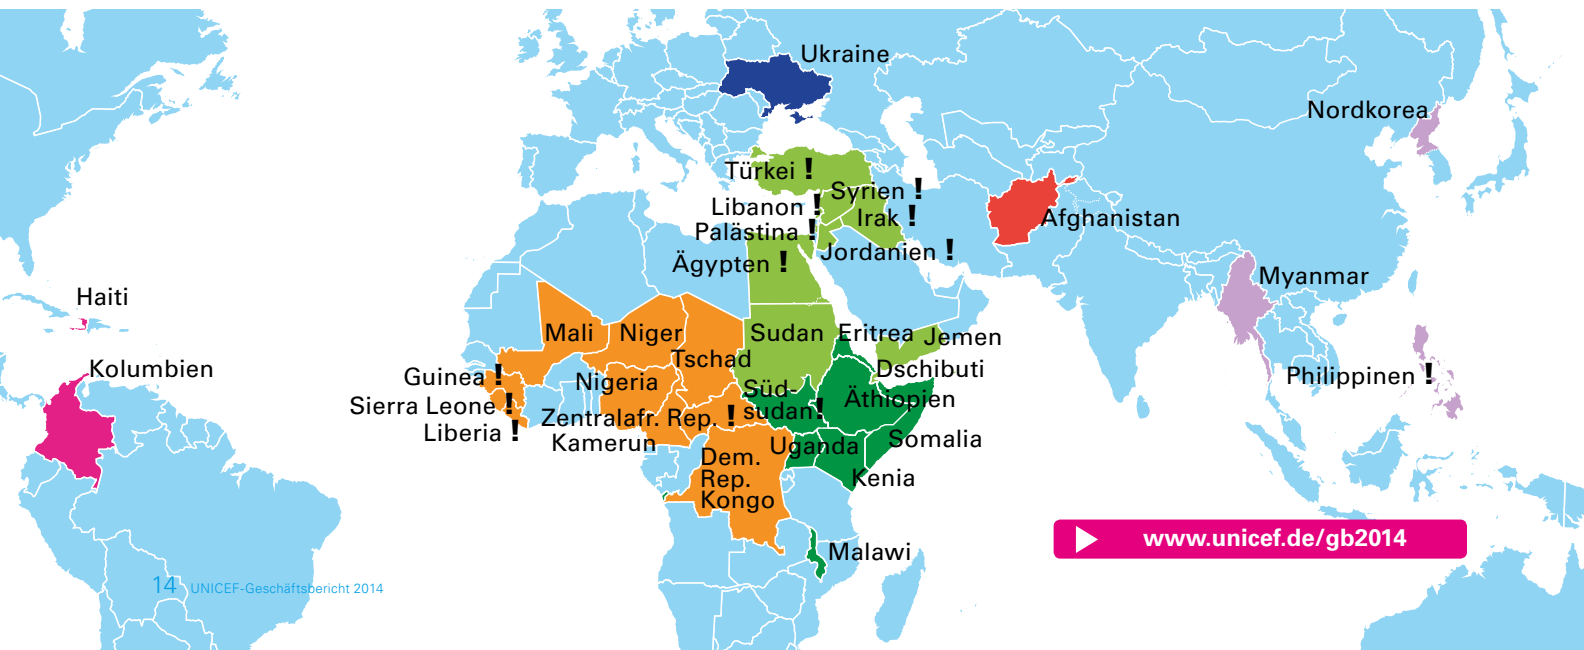 Ukraine
Nordkorea
Türkei !
Syrien !
Libanon !
Irak !
Afghanistan
Palästina !
Jordanien !
Ägypten !
Myanmar
Haiti
Mali
Niger
Sudan
Eritrea
Jemen
Tschad
Kolumbien
Dschibuti
Guinea !
Nigeria
Süd-
sudan!
Philippinen !
Äthiopien
Sierra Leone !
Zentralafr. Rep. !
Liberia !
Kamerun
Uganda
Somalia
Dem.
Rep.
Kongo
Kenia
www.unicef.de/gb2014
Malawi
14 UNICEF-Geschäftsbericht 2014